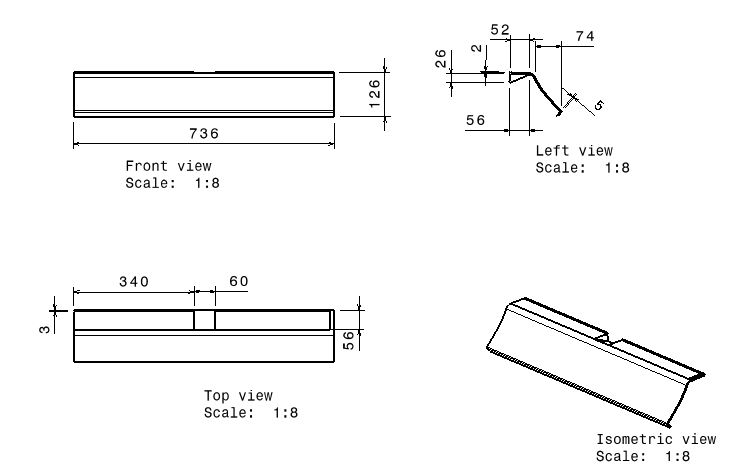 126
736
Front view
Scale:  1:8
52
74
2
26
5
56
Left view
Scale:  1:8
340
60
3
56
Top view
Scale:  1:8
Isometric view
Scale:  1:8